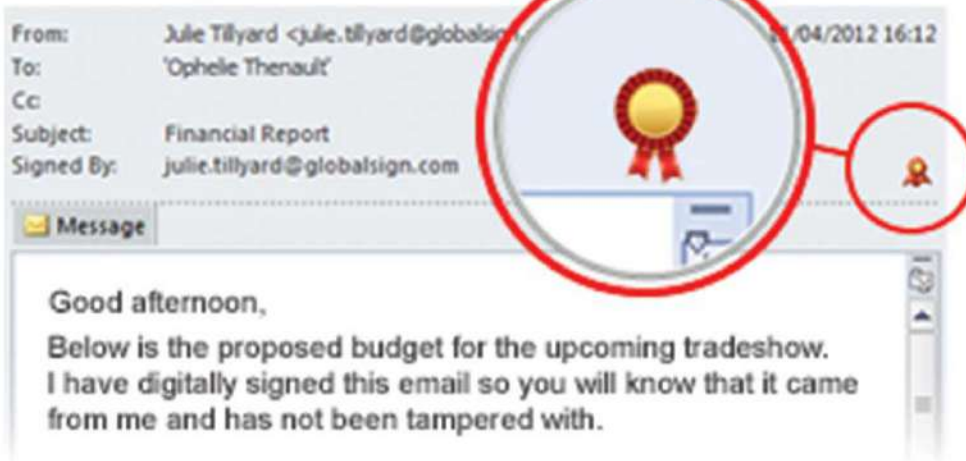 From: Julie Tillyard <julie.tillyard@globalsign
/04/2012 16:12
To: 'Ophelie Thenault'
Cc:
Subject: Financial Report
Signed By: julie.tillyard@globalsign.com
Message
Good afternoon,
Below is the proposed budget for the upcoming tradeshow.
I have digitally signed this email so you will know that it came
from me and has not been tampered with.